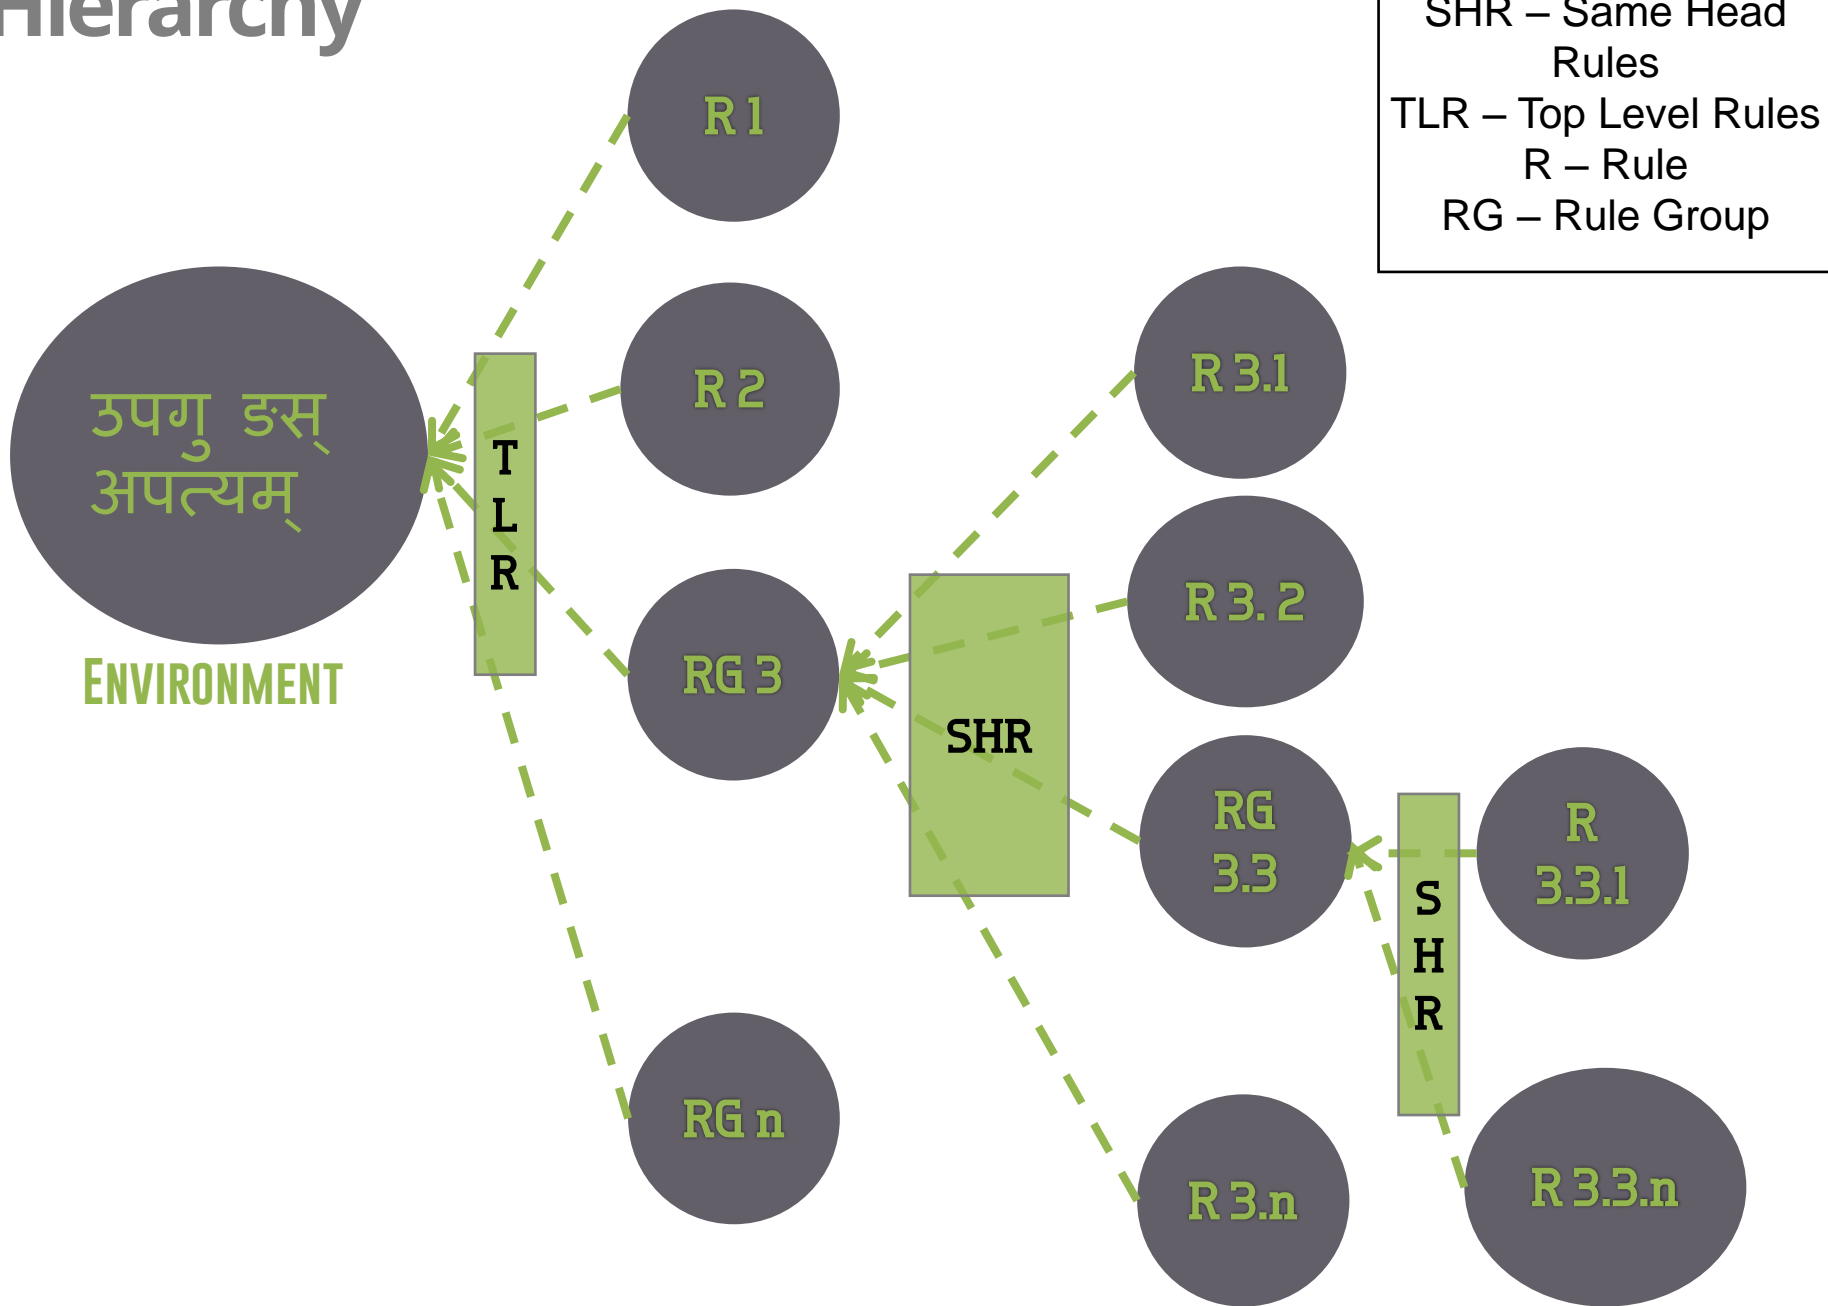 Hierarchy
SHR – Same Head
Rules
TLR – Top Level Rules
R – Rule
RG – Rule Group
R 1
R 2
RG 3
RG n
उपगु ङस्
अपत्यम्
ENVIRONMENT
T
L
R
SHR
R 3.1
R 3. 2
RG
3.3
R 3.n
S
H
R
R
3.3.1
R 3.3.n